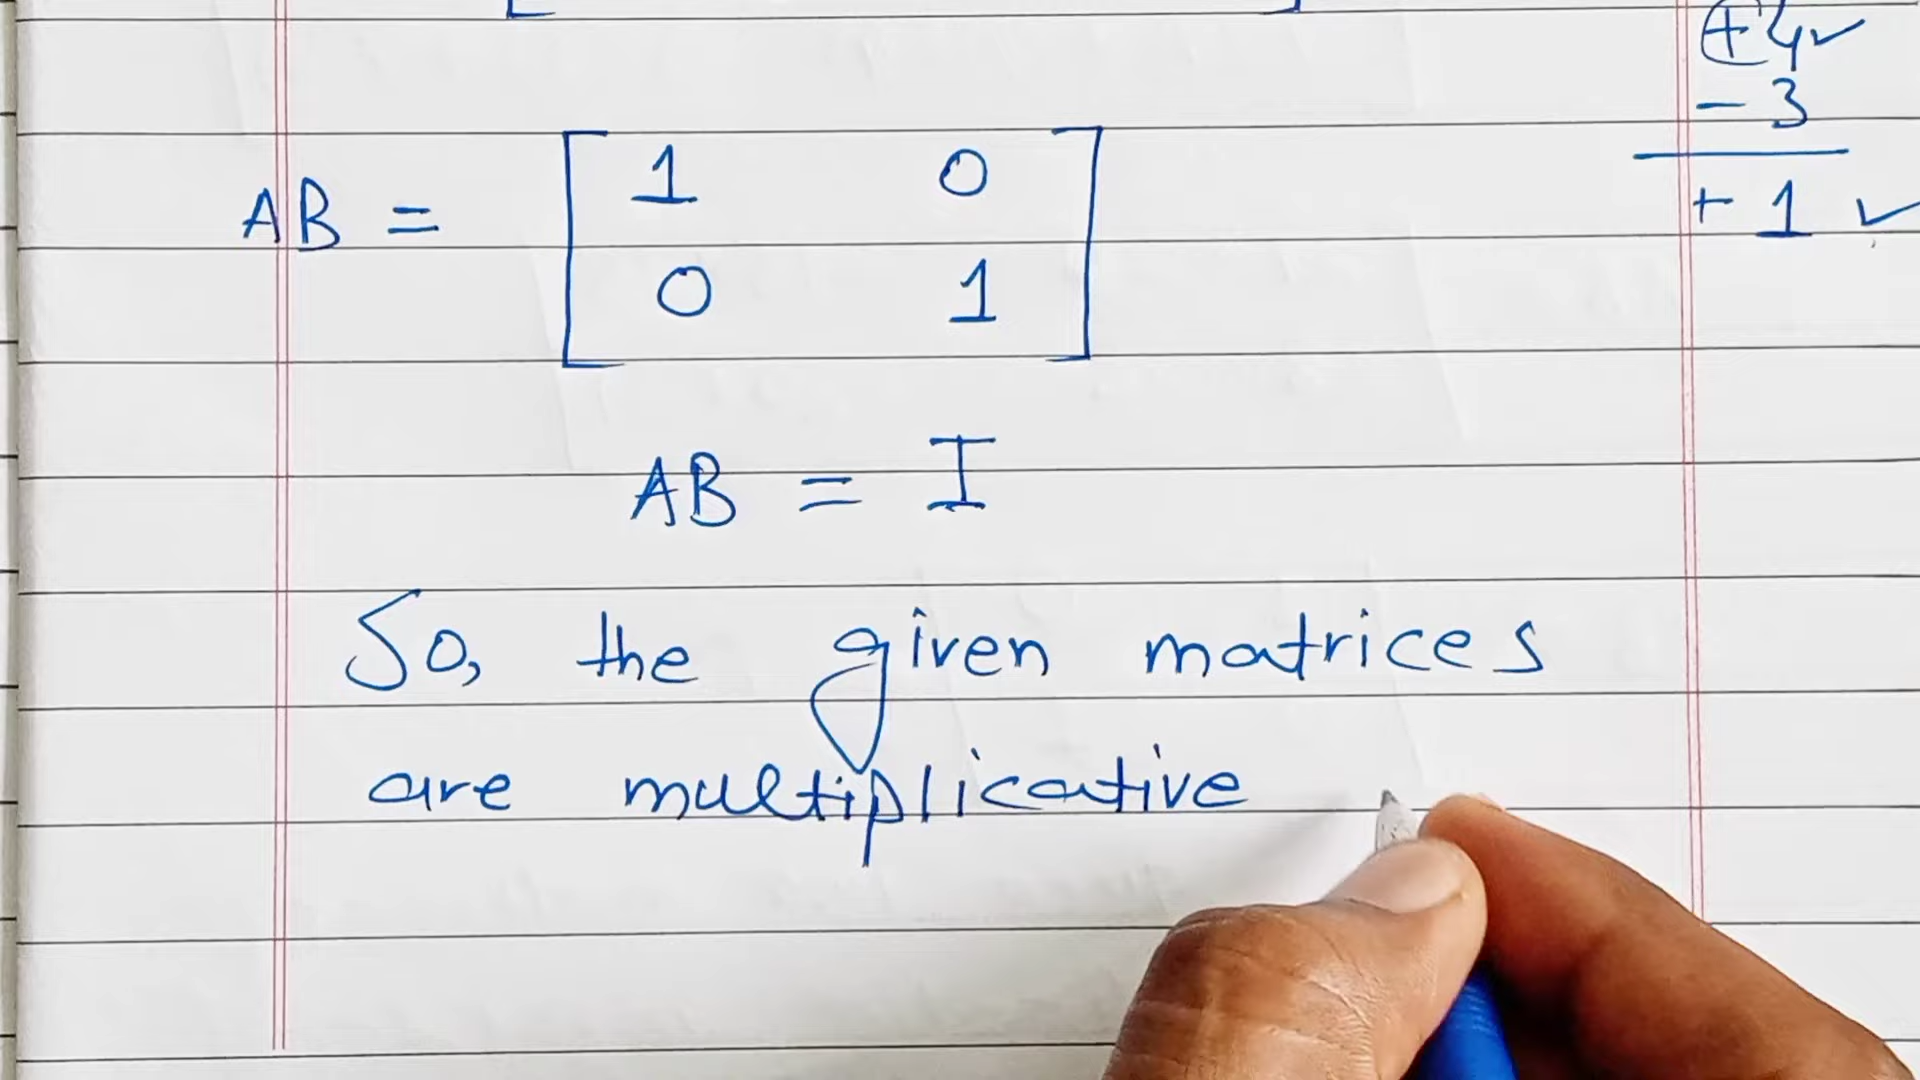 +4✓
- 3
+ 1 ✓
AB = [ 1 0
0 1 ]
AB = I
So, the given matrices
are multiplicative